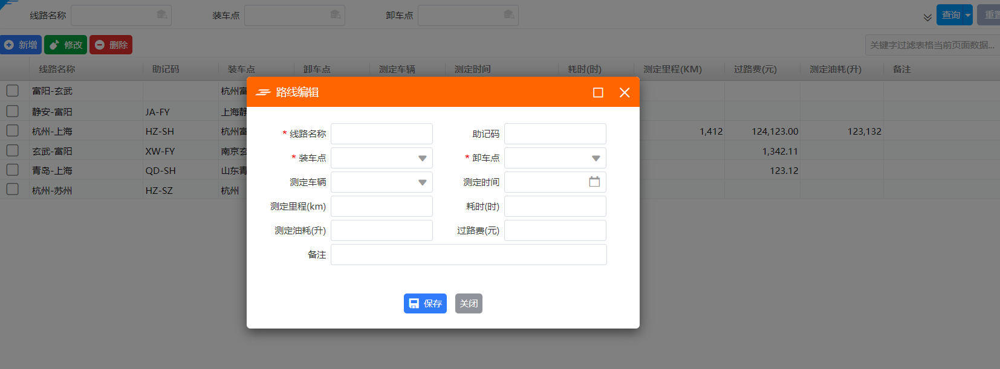 线路名称 装车点 卸车点 查询
新增 修改 删除 关键字过滤表格当前页面数据...
线路名称 助记码 装车点 卸车点 测定车辆 测定时间 耗时(时) 测定里程(KM) 过路费(元) 测定油耗(升) 备注
富阳-玄武 杭州富
静安-富阳 JA-FY 上海静
杭州-上海 HZ-SH 杭州富 1,412 124,123.00 123,132
玄武-富阳 XW-FY 南京玄 1,342.11
青岛-上海 QD-SH 山东青 123.12
杭州-苏州 HZ-SZ 杭州
路线编辑
* 线路名称 助记码
* 装车点 * 卸车点
测定车辆 测定时间
测定里程(km) 耗时(时)
测定油耗(升) 过路费(元)
备注
保存 关闭